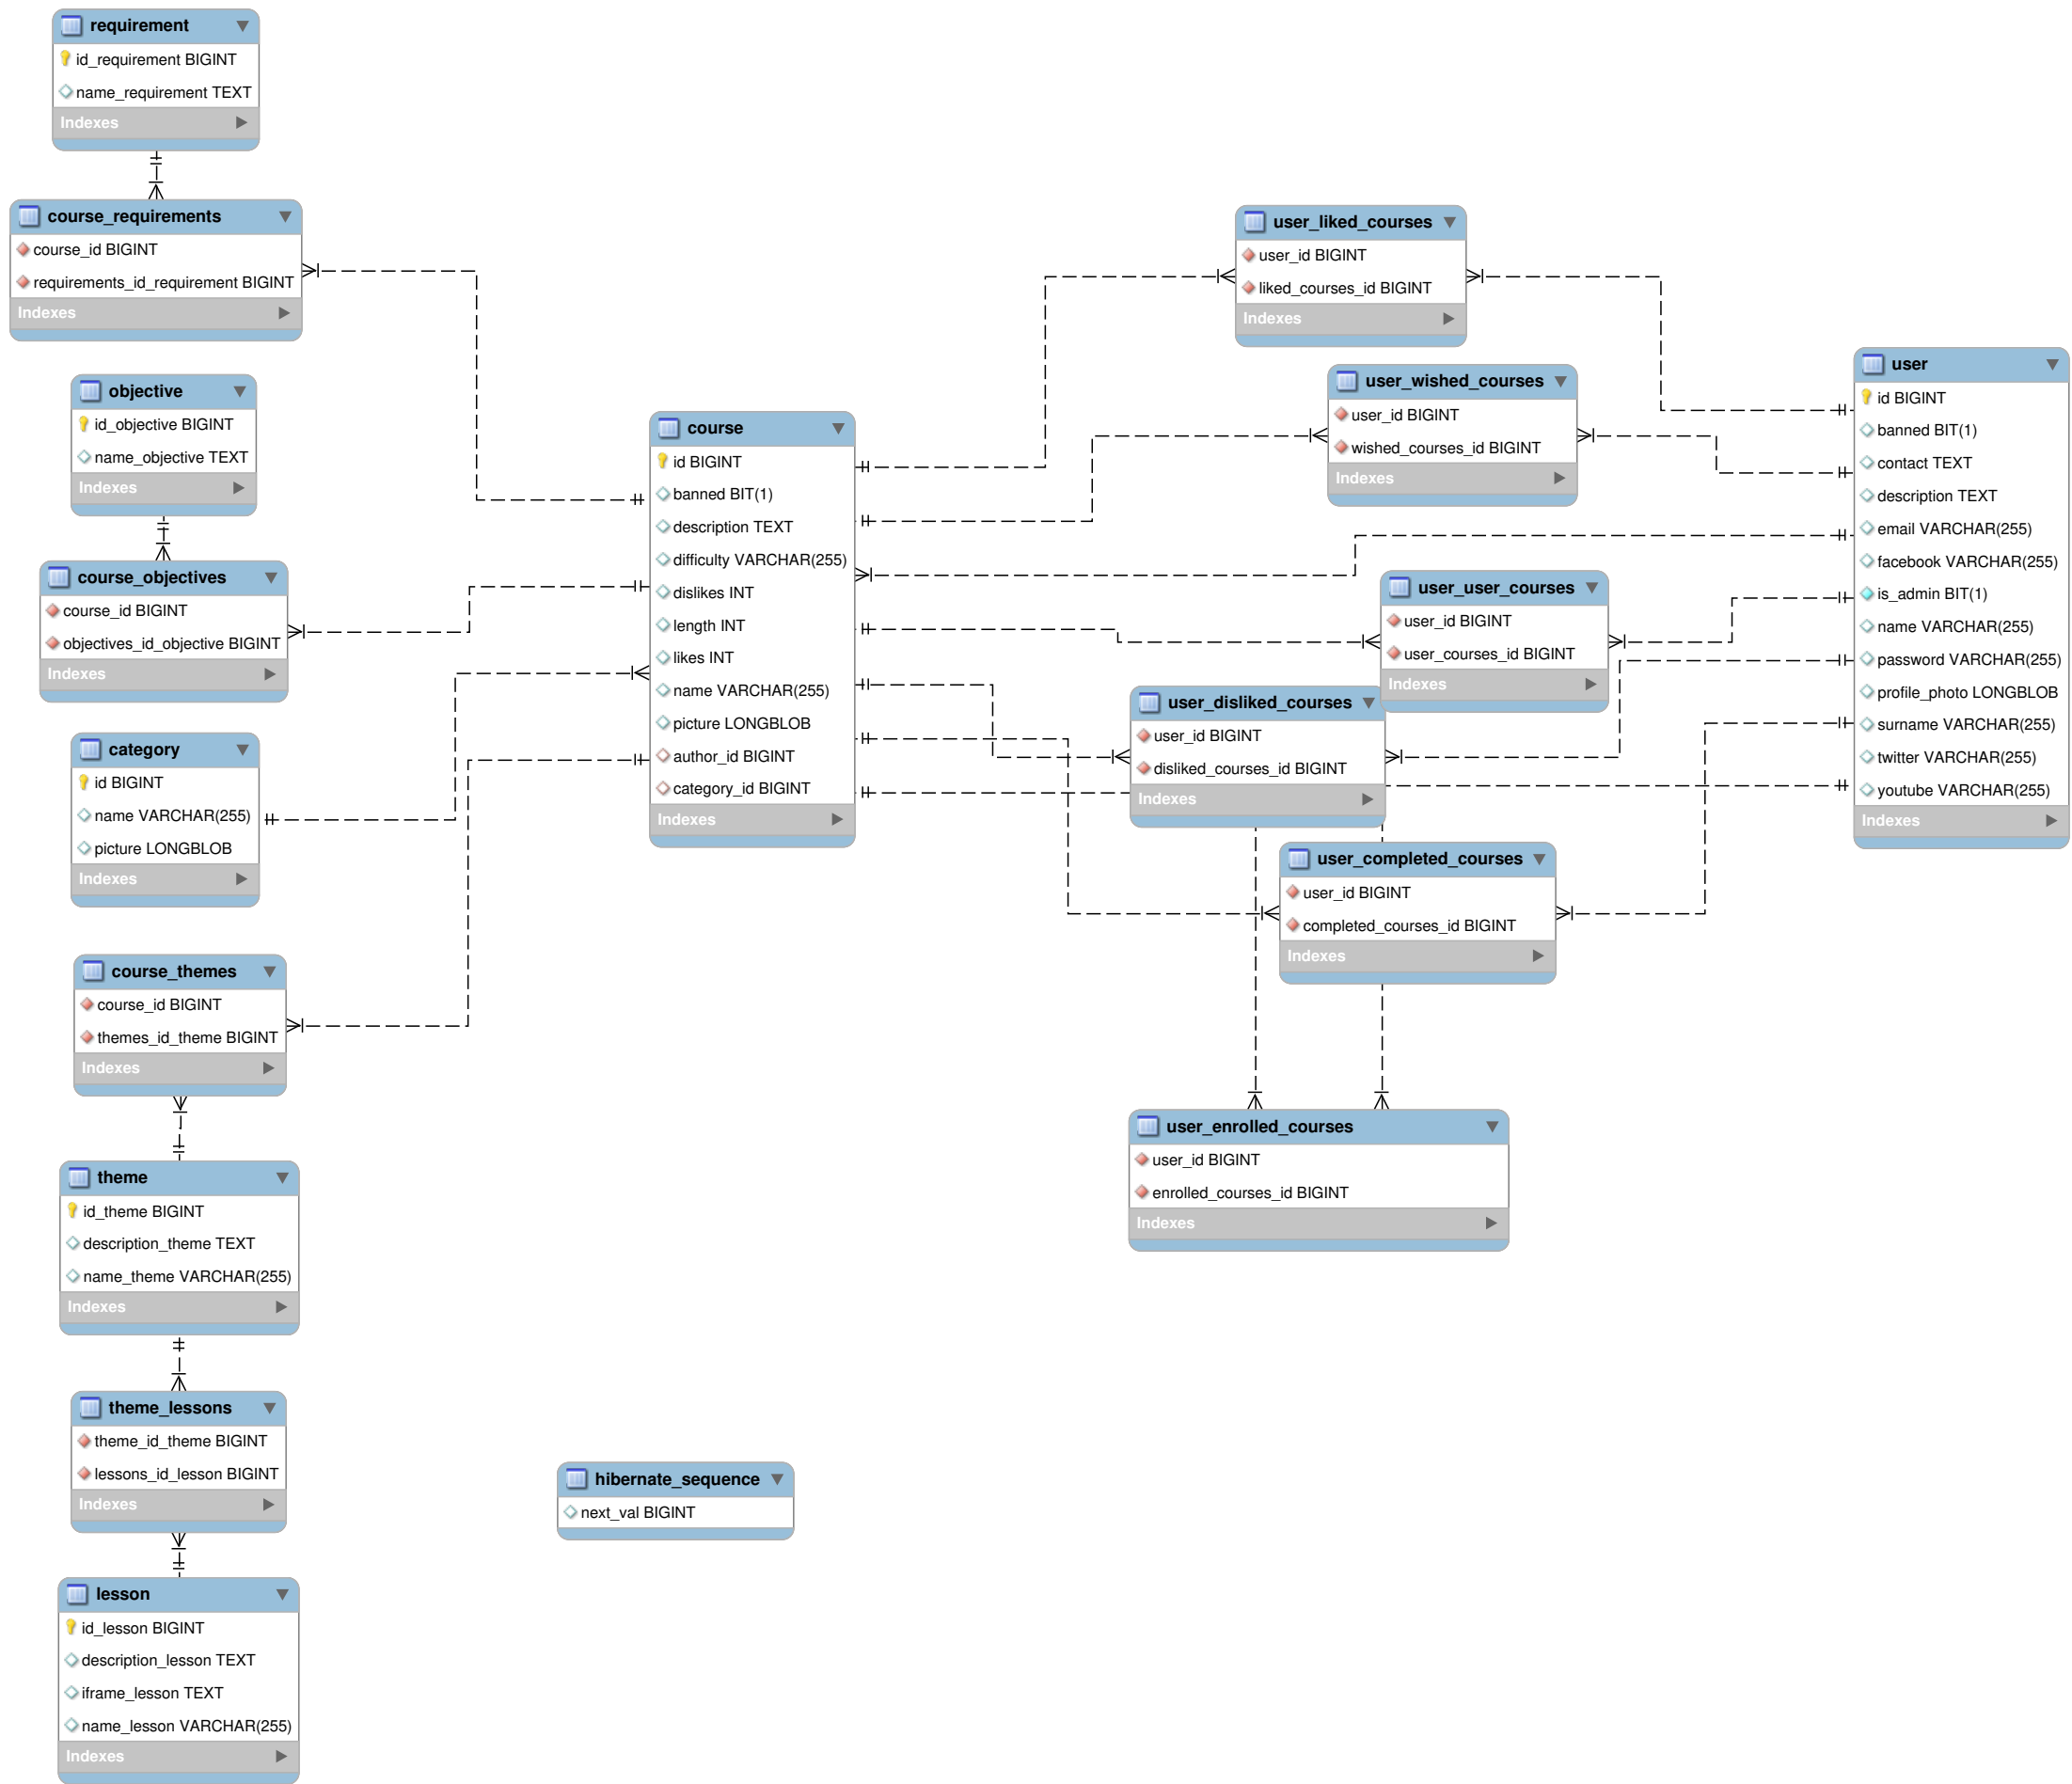 requirement
id_requirement BIGINT
name_requirement TEXT
Indexes
course_requirements
course_id BIGINT
requirements_id_requirement BIGINT
Indexes
objective
id_objective BIGINT
name_objective TEXT
Indexes
course_objectives
course_id BIGINT
objectives_id_objective BIGINT
Indexes
category
id BIGINT
name VARCHAR(255)
picture LONGBLOB
Indexes
course_themes
course_id BIGINT
themes_id_theme BIGINT
Indexes
theme
id_theme BIGINT
description_theme TEXT
name_theme VARCHAR(255)
Indexes
theme_lessons
theme_id_theme BIGINT
lessons_id_lesson BIGINT
Indexes
lesson
id_lesson BIGINT
description_lesson TEXT
iframe_lesson TEXT
name_lesson VARCHAR(255)
Indexes
course
id BIGINT
banned BIT(1)
description TEXT
difficulty VARCHAR(255)
dislikes INT
length INT
likes INT
name VARCHAR(255)
picture LONGBLOB
author_id BIGINT
category_id BIGINT
Indexes
hibernate_sequence
next_val BIGINT
user_liked_courses
user_id BIGINT
liked_courses_id BIGINT
Indexes
user_wished_courses
user_id BIGINT
wished_courses_id BIGINT
Indexes
user_user_courses
user_id BIGINT
user_courses_id BIGINT
Indexes
user_disliked_courses
user_id BIGINT
disliked_courses_id BIGINT
Indexes
user_completed_courses
user_id BIGINT
completed_courses_id BIGINT
Indexes
user_enrolled_courses
user_id BIGINT
enrolled_courses_id BIGINT
Indexes
user
id BIGINT
banned BIT(1)
contact TEXT
description TEXT
email VARCHAR(255)
facebook VARCHAR(255)
is_admin BIT(1)
name VARCHAR(255)
password VARCHAR(255)
profile_photo LONGBLOB
surname VARCHAR(255)
twitter VARCHAR(255)
youtube VARCHAR(255)
Indexes